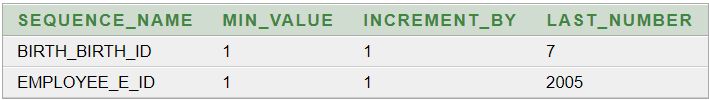 SEQUENCE_NAME MIN_VALUE INCREMENT_BY LAST_NUMBER
BIRTH_BIRTH_ID 1 1 7
EMPLOYEE_E_ID 1 1 2005